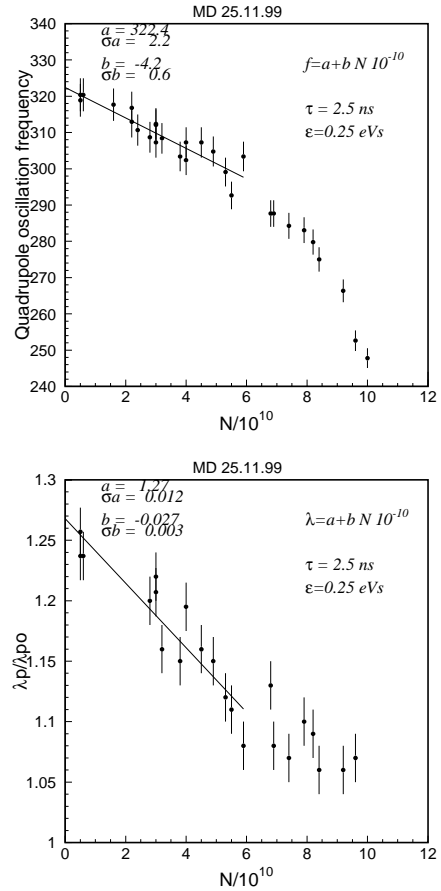 MD 25.11.99
a = 322.4
σa = 2.2
b = -4.2
σb = 0.6
f=a+b N 10⁻¹⁰
τ = 2.5 ns
ε=0.25 eVs
Quadrupole oscillation frequency
340
330
320
310
300
290
280
270
260
250
240
0 2 4 6 8 10 12
N/10¹⁰
MD 25.11.99
a = 1.27
σa = 0.012
b = -0.027
σb = 0.003
λ=a+b N 10⁻¹⁰
τ = 2.5 ns
ε=0.25 eVs
λp/λpo
1.3
1.25
1.2
1.15
1.1
1.05
1
0 2 4 6 8 10 12
N/10¹⁰